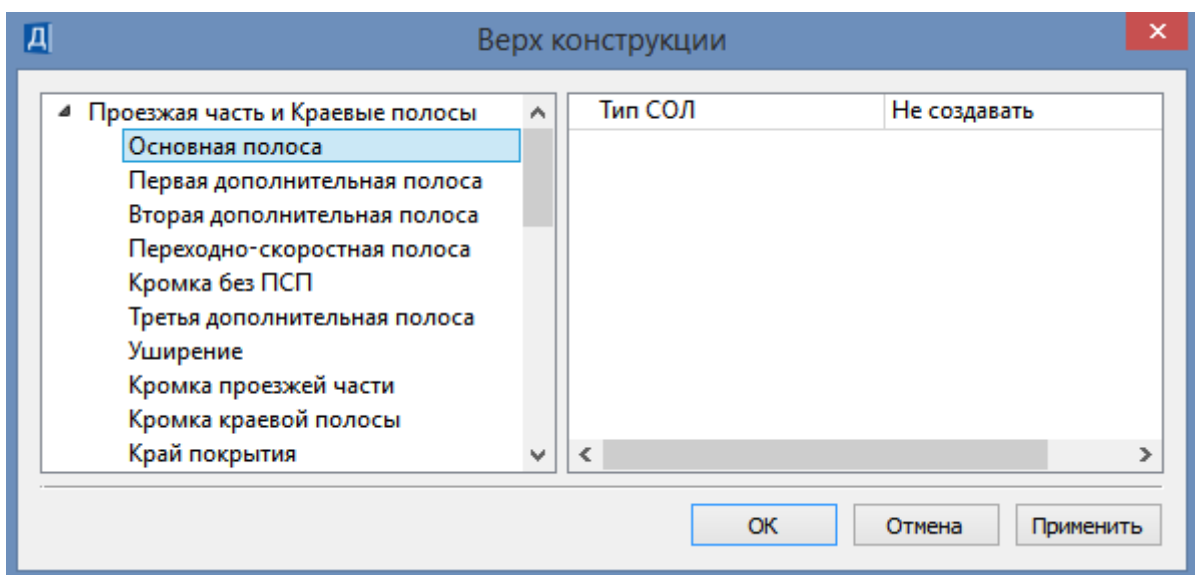 Д
Верх конструкции
Проезжая часть и Краевые полосы
Основная полоса
Первая дополнительная полоса
Вторая дополнительная полоса
Переходно-скоростная полоса
Кромка без ПСП
Третья дополнительная полоса
Уширение
Кромка проезжей части
Кромка краевой полосы
Край покрытия
Тип СОЛ Не создавать
ОК Отмена Применить